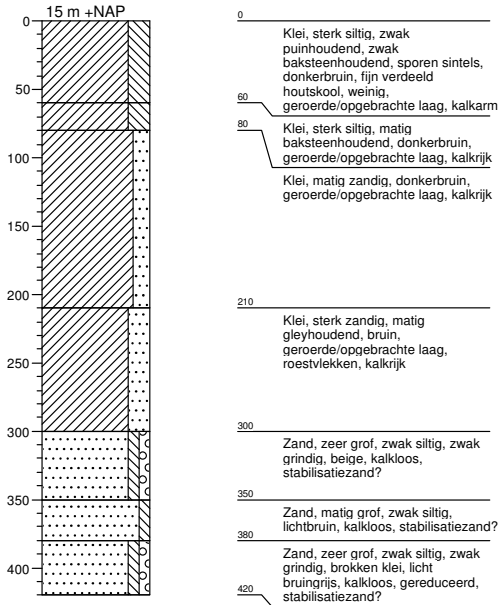 15 m +NAP
0
50
100
150
200
250
300
350
400
0
Klei, sterk siltig, zwak
puinhoudend, zwak
baksteenhoudend, sporen sintels,
donkerbruin, fijn verdeeld
houtskool, weinig,
geroerde/opgebrachte laag, kalkarm
60
Klei, sterk siltig, matig
baksteenhoudend, donkerbruin,
geroerde/opgebrachte laag, kalkrijk
80
Klei, matig zandig, donkerbruin,
geroerde/opgebrachte laag, kalkrijk
210
Klei, sterk zandig, matig
gleyhoudend, bruin,
geroerde/opgebrachte laag,
roestvlekken, kalkrijk
300
Zand, zeer grof, zwak siltig, zwak
grindig, beige, kalkloos,
stabilisatiezand?
350
Zand, matig grof, zwak siltig,
lichtbruin, kalkloos, stabilisatiezand?
380
Zand, zeer grof, zwak siltig, zwak
grindig, brokken klei, licht
bruingrijs, kalkloos, gereduceerd,
stabilisatiezand?
420